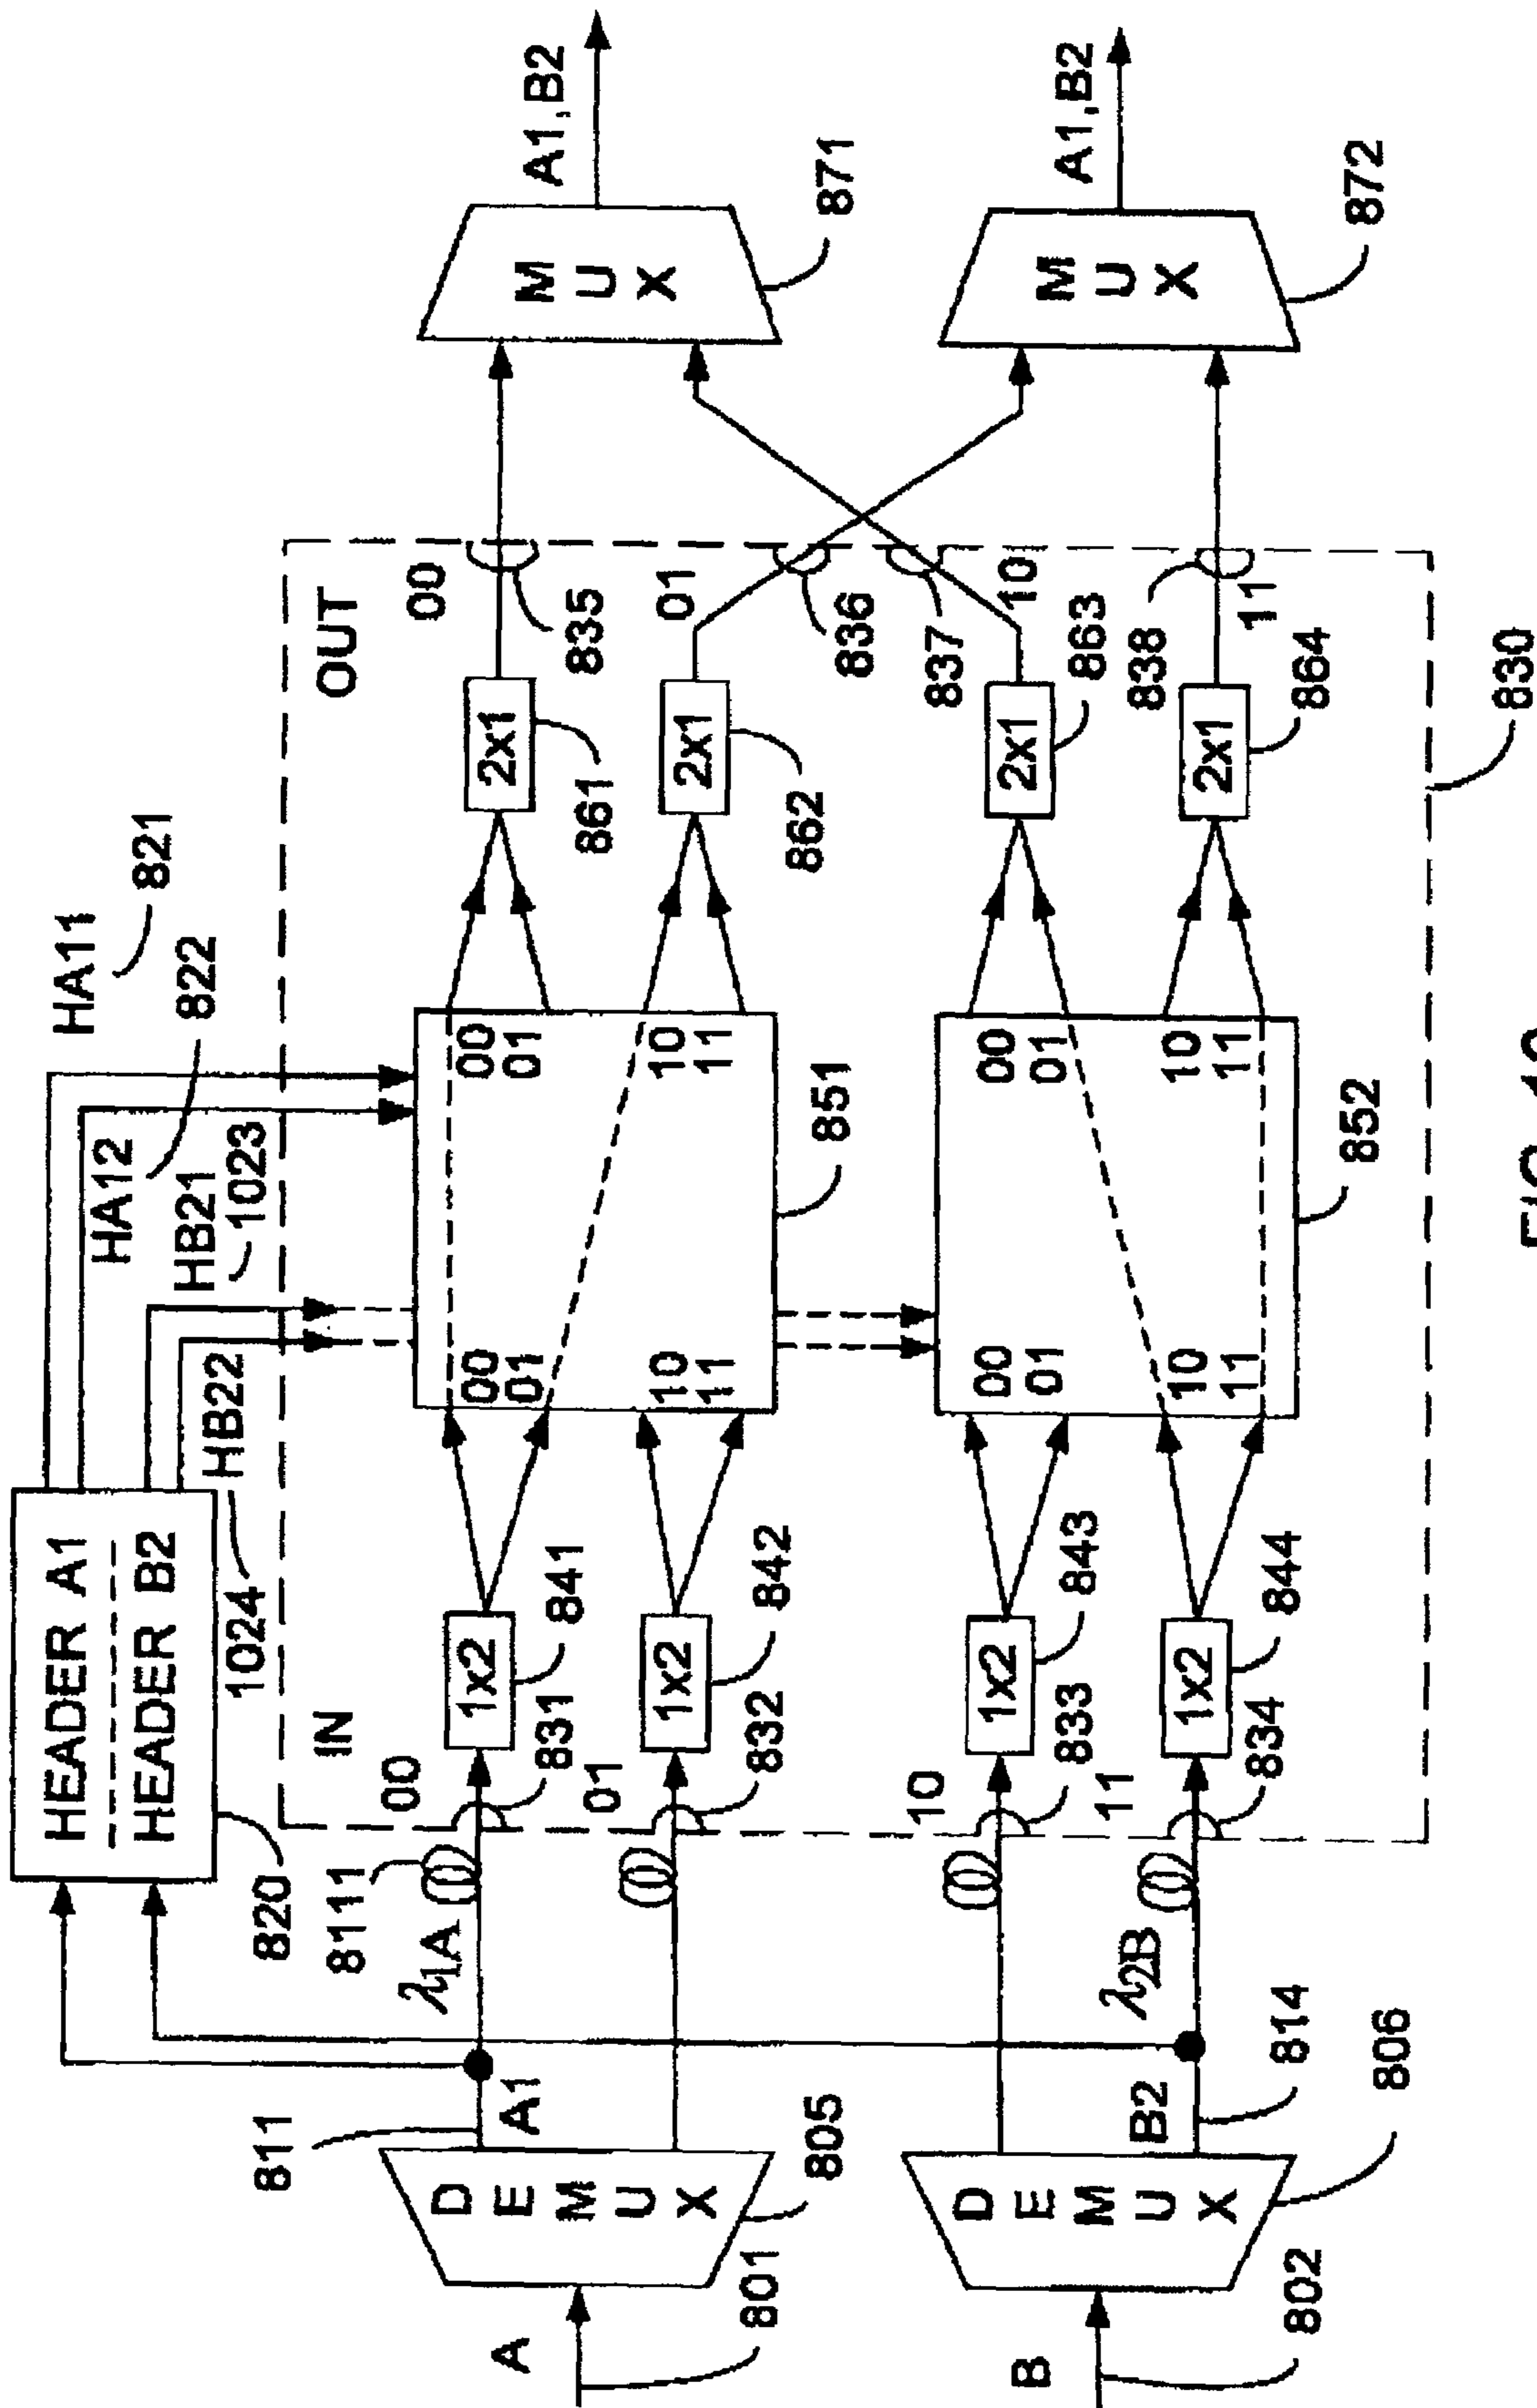 HEADER A1
HEADER B2
820
HA11
821
HA12
822
HB21
1023
HB22
1024
A
801
DEMUX
805
811
A1
λ1A
8111
IN
00
831
1x2
841
01
832
1x2
842
00
01
10
11
00
01
10
11
851
2x1
861
2x1
862
OUT
00
835
01
836
MUX
871
A1,B2
B
802
DEMUX
806
B2
814
λ2B
10
833
1x2
843
11
834
1x2
844
00
01
10
11
00
01
10
11
852
2x1
863
2x1
864
837
10
838
11
830
MUX
872
A1,B2